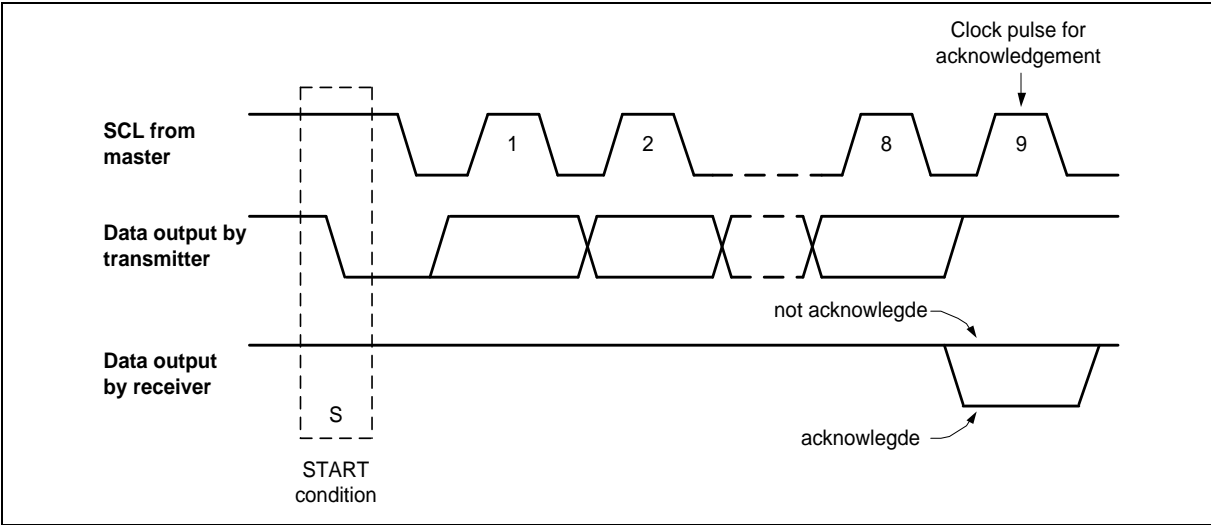 Clock pulse for
acknowledgement
SCL from
master
1
2
8
9
Data output by
transmitter
not acknowlegde
Data output
by receiver
S
acknowlegde
START
condition